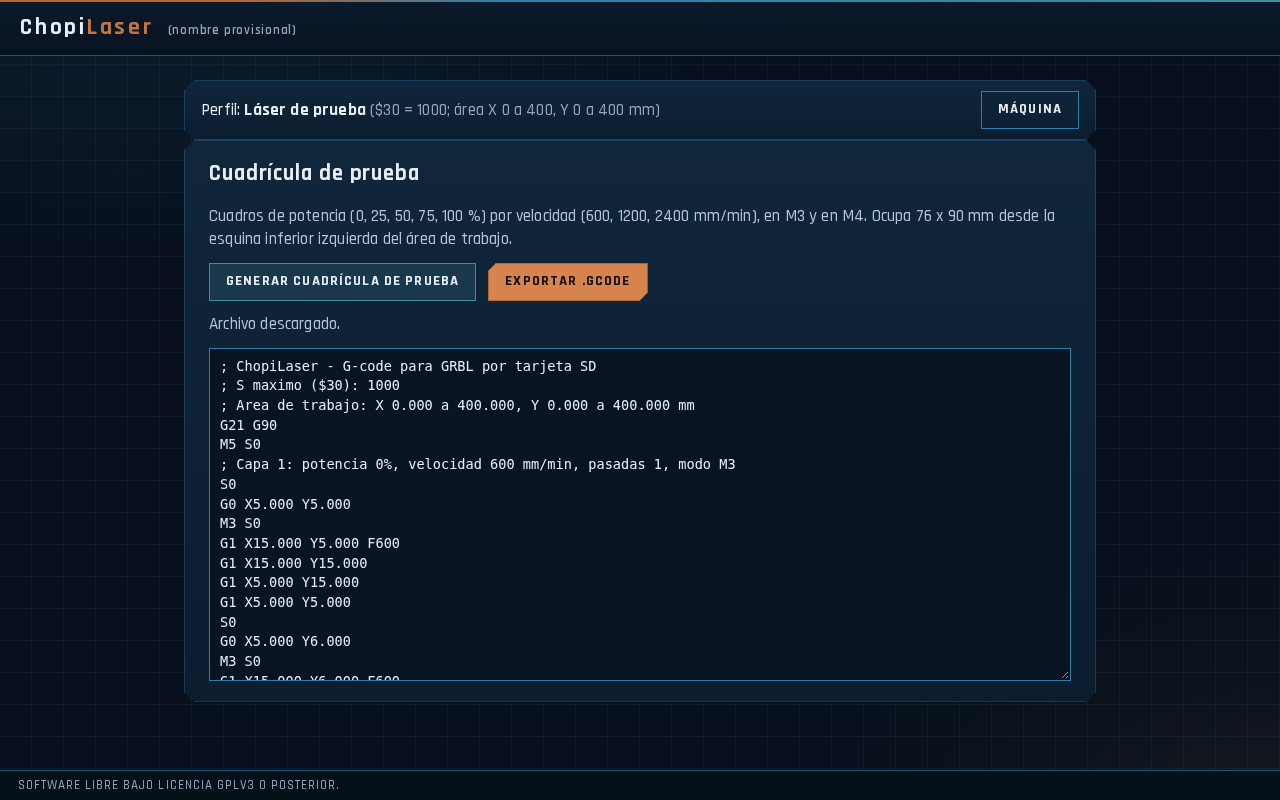 ChopiLaser (nombre provisional)
Perfil: Láser de prueba ($30 = 1000; área X 0 a 400, Y 0 a 400 mm)
MÁQUINA
Cuadrícula de prueba
Cuadros de potencia (0, 25, 50, 75, 100 %) por velocidad (600, 1200, 2400 mm/min), en M3 y en M4. Ocupa 76 x 90 mm desde la
esquina inferior izquierda del área de trabajo.
GENERAR CUADRÍCULA DE PRUEBA
EXPORTAR .GCODE
Archivo descargado.
; ChopiLaser - G-code para GRBL por tarjeta SD
; S maximo ($30): 1000
; Area de trabajo: X 0.000 a 400.000, Y 0.000 a 400.000 mm
G21 G90
M5 S0
; Capa 1: potencia 0%, velocidad 600 mm/min, pasadas 1, modo M3
S0
G0 X5.000 Y5.000
M3 S0
G1 X15.000 Y5.000 F600
G1 X15.000 Y15.000
G1 X5.000 Y15.000
G1 X5.000 Y5.000
S0
G0 X5.000 Y6.000
M3 S0
G1 X15.000 Y6.000 F600
SOFTWARE LIBRE BAJO LICENCIA GPLV3 O POSTERIOR.